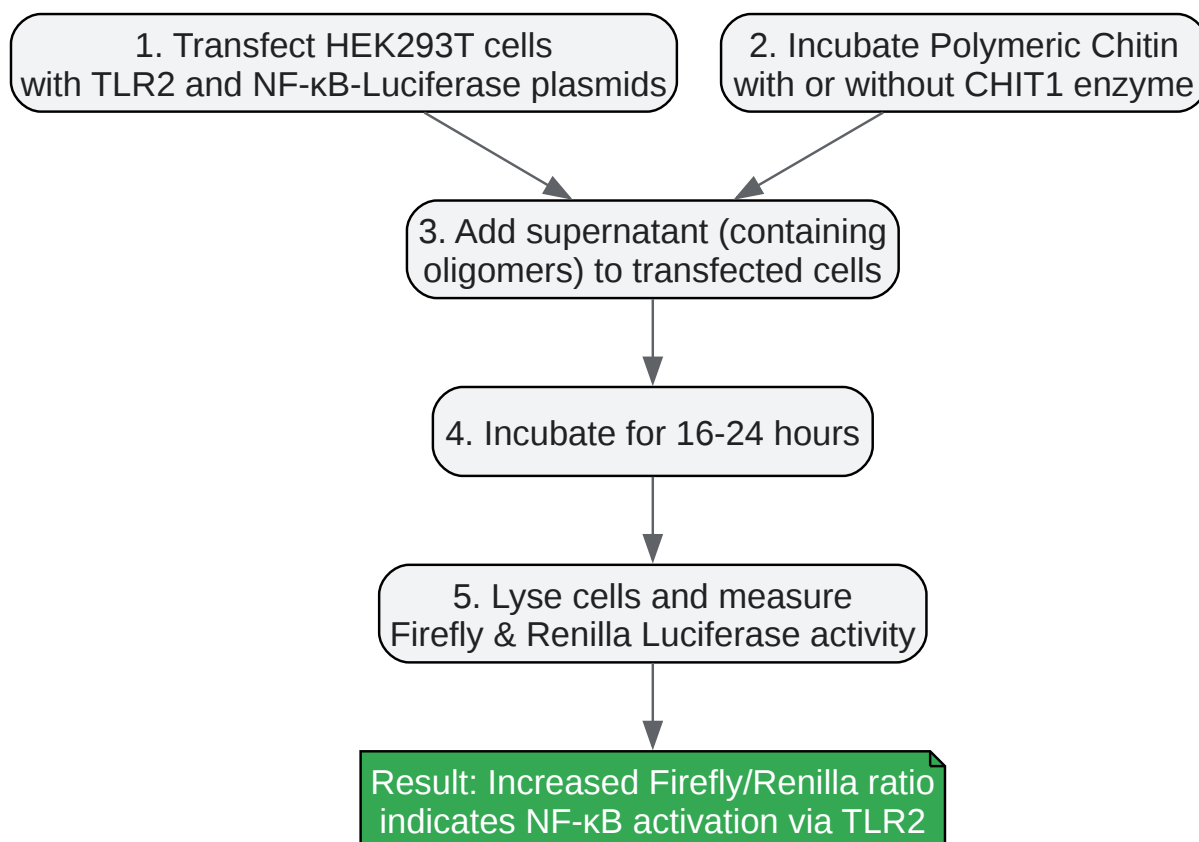 1. Transfect HEK293T cells
with TLR2 and NF-κB-Luciferase plasmids
2. Incubate Polymeric Chitin
with or without CHIT1 enzyme
3. Add supernatant (containing
oligomers) to transfected cells
4. Incubate for 16-24 hours
5. Lyse cells and measure
Firefly & Renilla Luciferase activity
Result: Increased Firefly/Renilla ratio
indicates NF-κB activation via TLR2